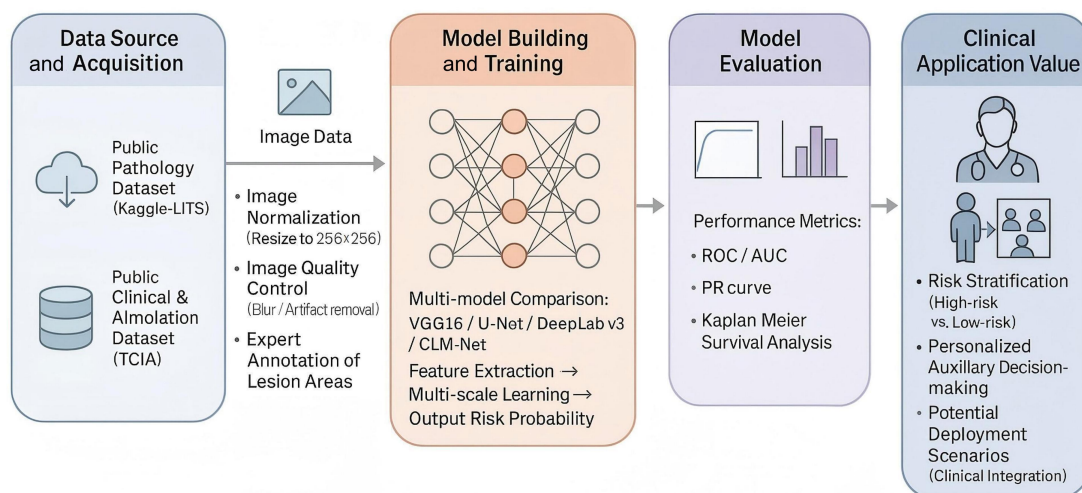 Data Source
and Acquisition
Public
Pathology
Dataset
(Kaggle-LITS)
Public
Clinical &
Almolation
Dataset
(TCIA)
Image Data
• Image
Normalization
(Resize to 256×256)
• Image Quality
Control
(Blur / Artifact removal)
• Expert
Annotation of
Lesion Areas
Model Building
and Training
Multi-model Comparison:
VGG16 / U-Net / DeepLab v3
/ CLM-Net
Feature Extraction →
Multi-scale Learning →
Output Risk Probability
Model
Evaluation
Performance Metrics:
• ROC / AUC
• PR curve
• Kaplan Meier
Survival Analysis
Clinical
Application Value
• Risk Stratification
(High-risk
vs. Low-risk)
• Personalized
Auxillary Decision-
making
• Potential
Deployment
Scenarios
(Clinical Integration)